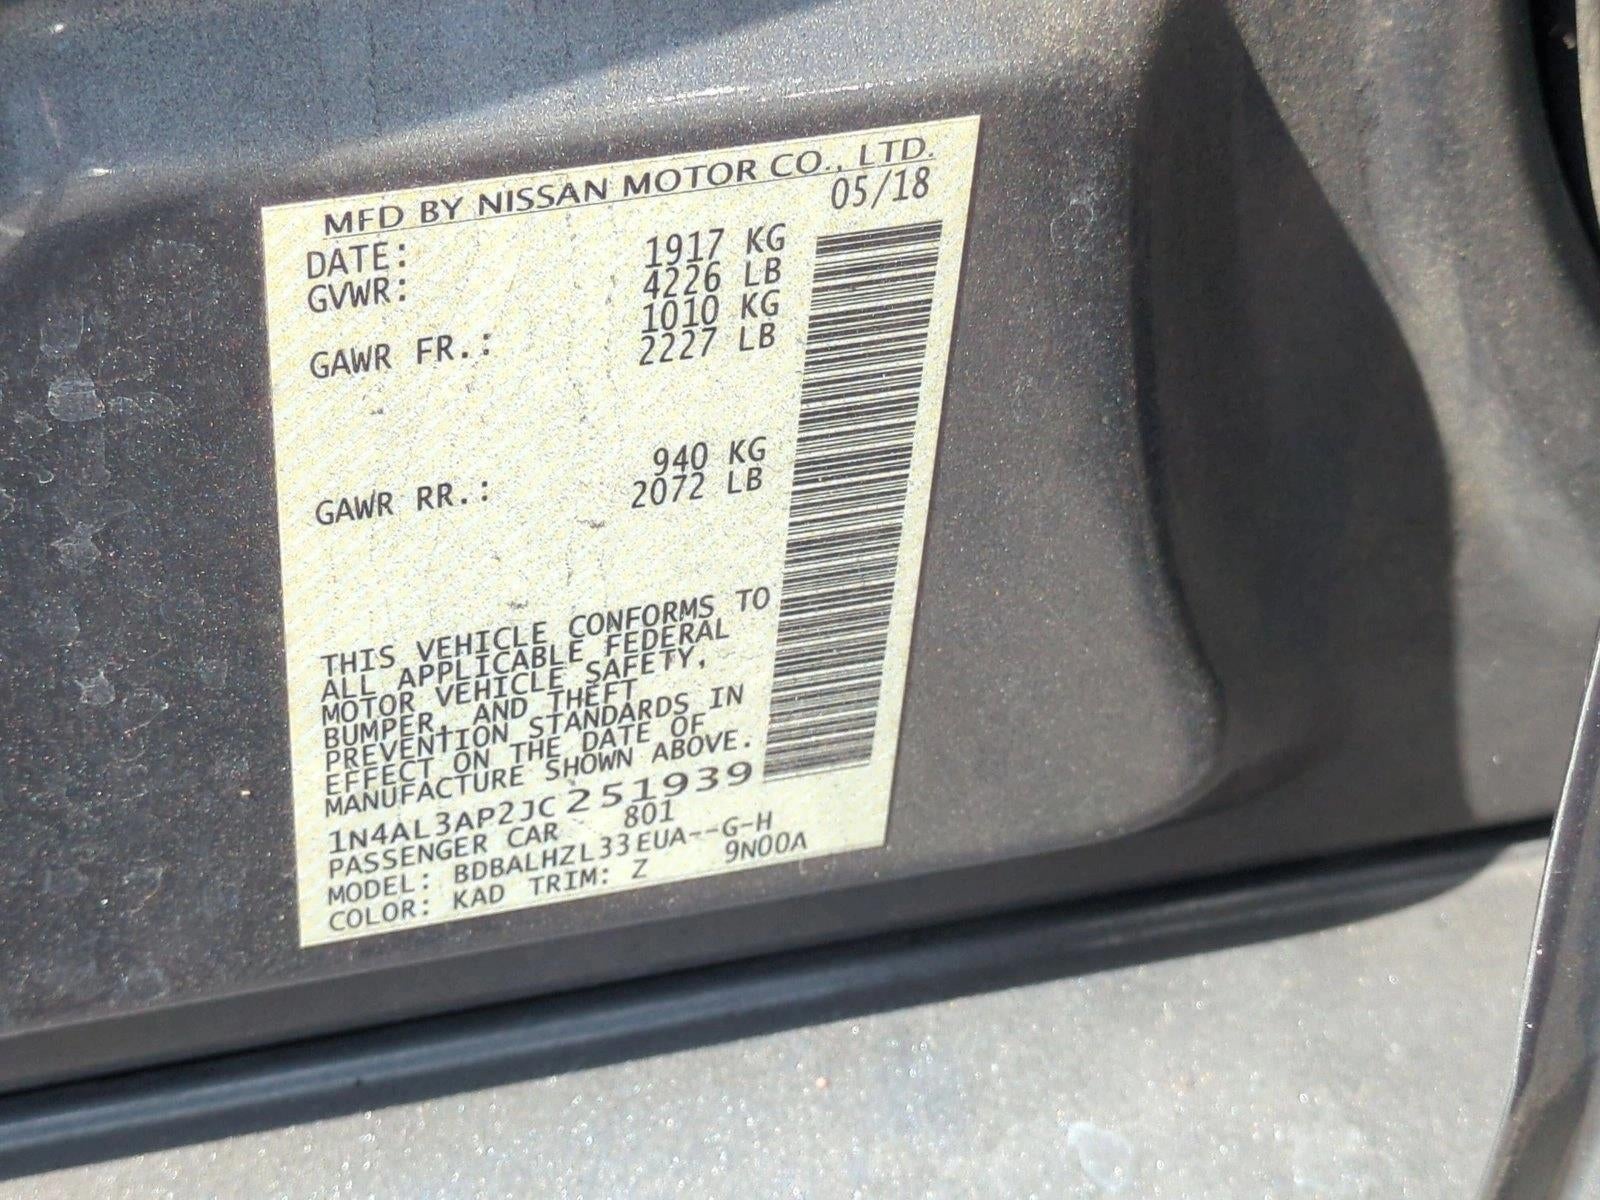 MFD BY NISSAN MOTOR CO., LTD.
DATE: 05/18
GVWR: 1917 KG
4226 LB
GAWR FR.: 1010 KG
2227 LB
GAWR RR.: 940 KG
2072 LB
THIS VEHICLE CONFORMS TO
ALL APPLICABLE FEDERAL
MOTOR VEHICLE SAFETY,
BUMPER, AND THEFT
PREVENTION STANDARDS IN
EFFECT ON THE DATE OF
MANUFACTURE SHOWN ABOVE.
1N4AL3AP2JC251939
PASSENGER CAR 801
MODEL: BDBALHZL33EUA--G-H
COLOR: KAD TRIM: Z 9N00A